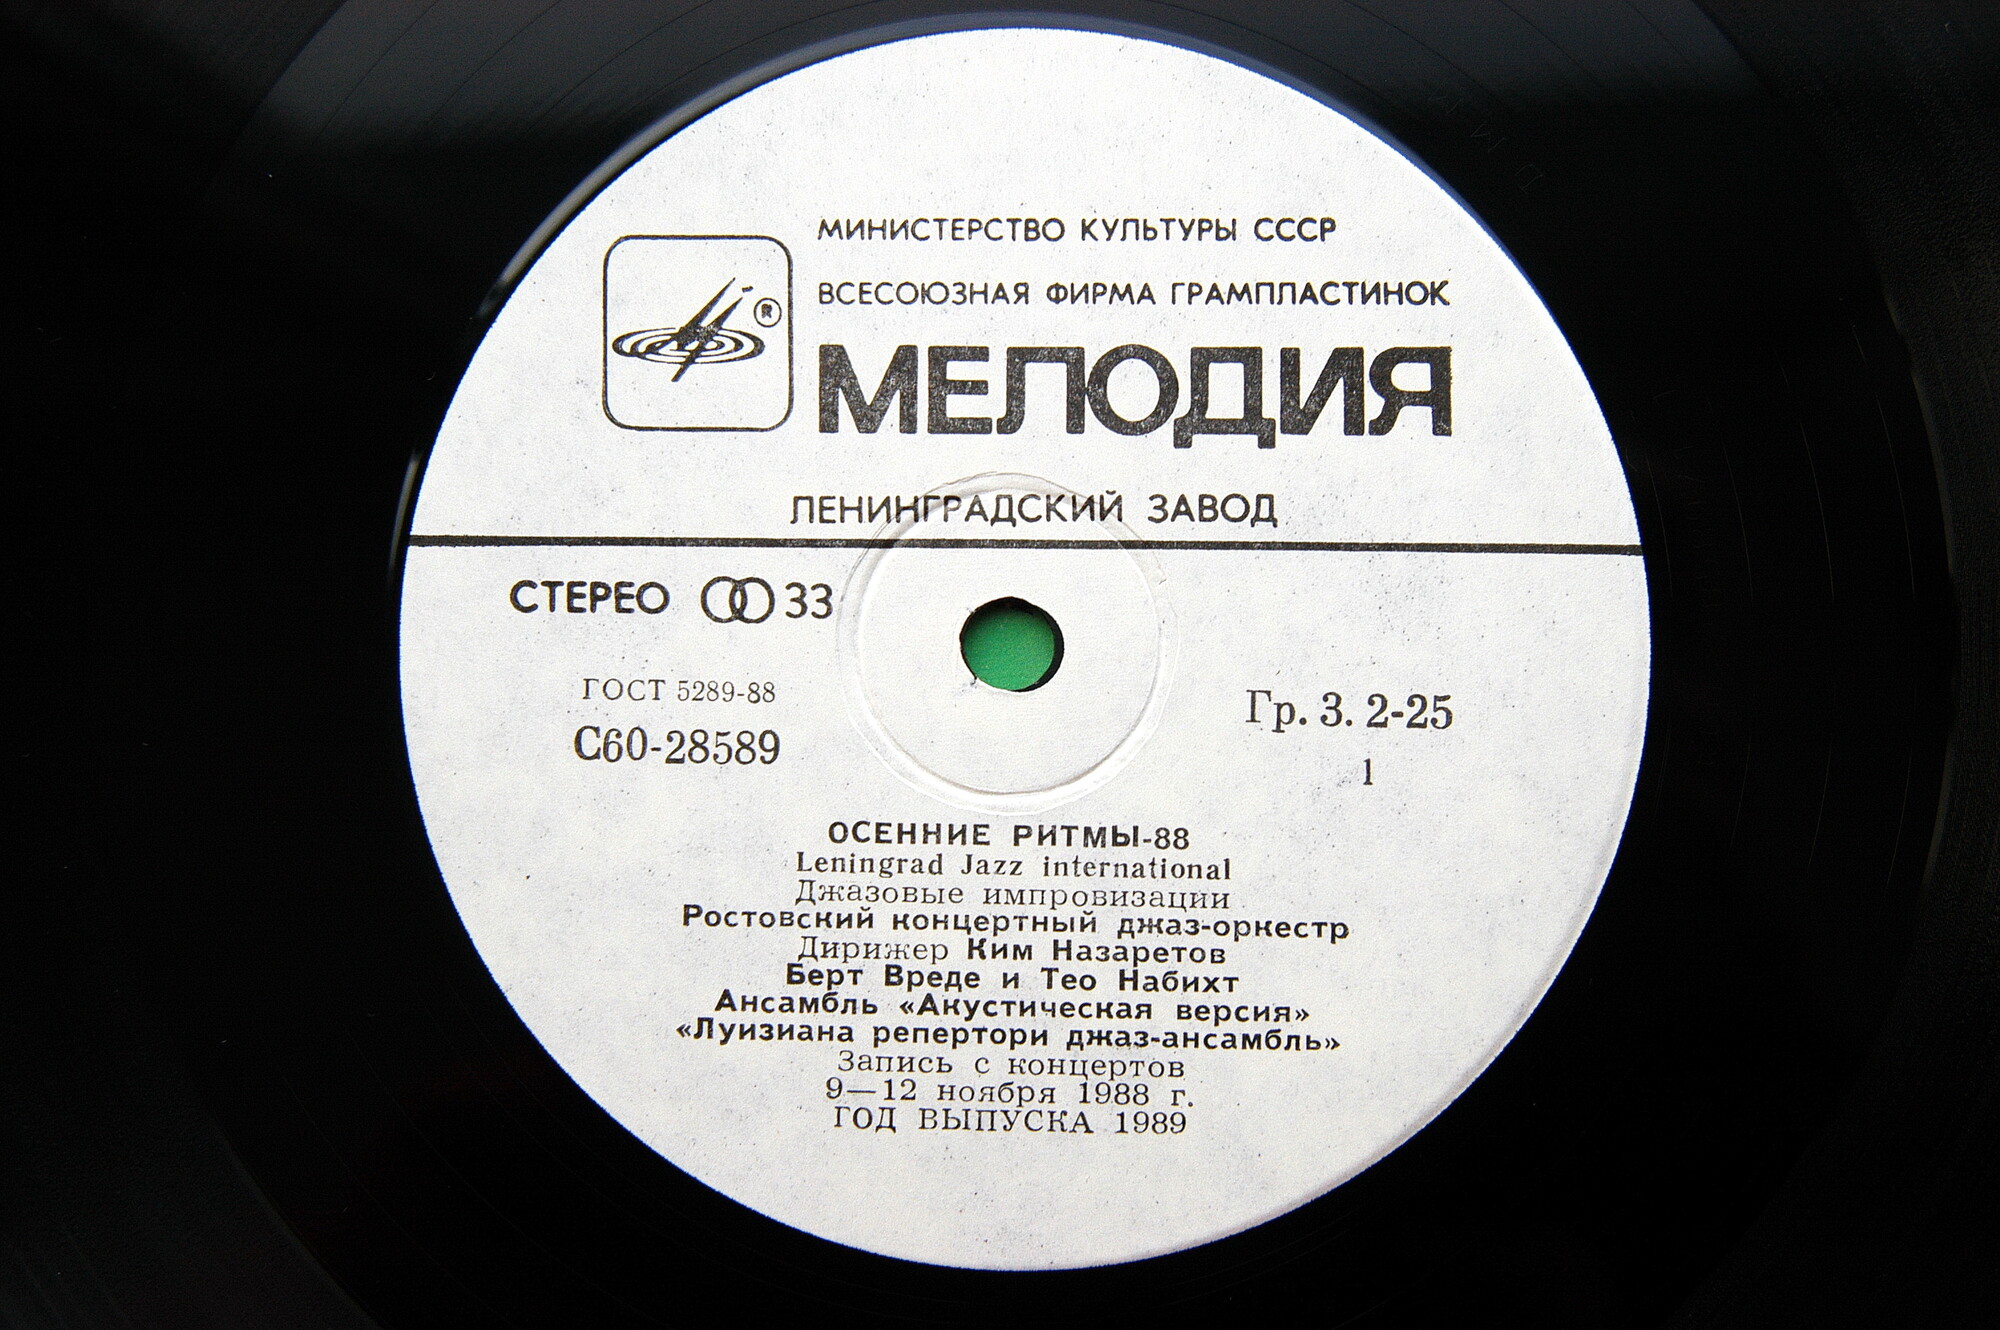 МИНИСТЕРСТВО КУЛЬТУРЫ СССР
ВСЕСОЮЗНАЯ ФИРМА ГРАМПЛАСТИНОК
®
МЕЛОДИЯ
ЛЕНИНГРАДСКИЙ ЗАВОД
СТЕРЕО 33
ГОСТ 5289-88
С60-28589
Гр. 3. 2-25
1
ОСЕННИЕ РИТМЫ-88
Leningrad Jazz international
Джазовые импровизации
Ростовский концертный джаз-оркестр
Дирижер Ким Назаретов
Берт Вреде и Тео Набихт
Ансамбль «Акустическая версия»
«Луизиана репертори джаз-ансамбль»
Запись с концертов
9—12 ноября 1988 г.
ГОД ВЫПУСКА 1989